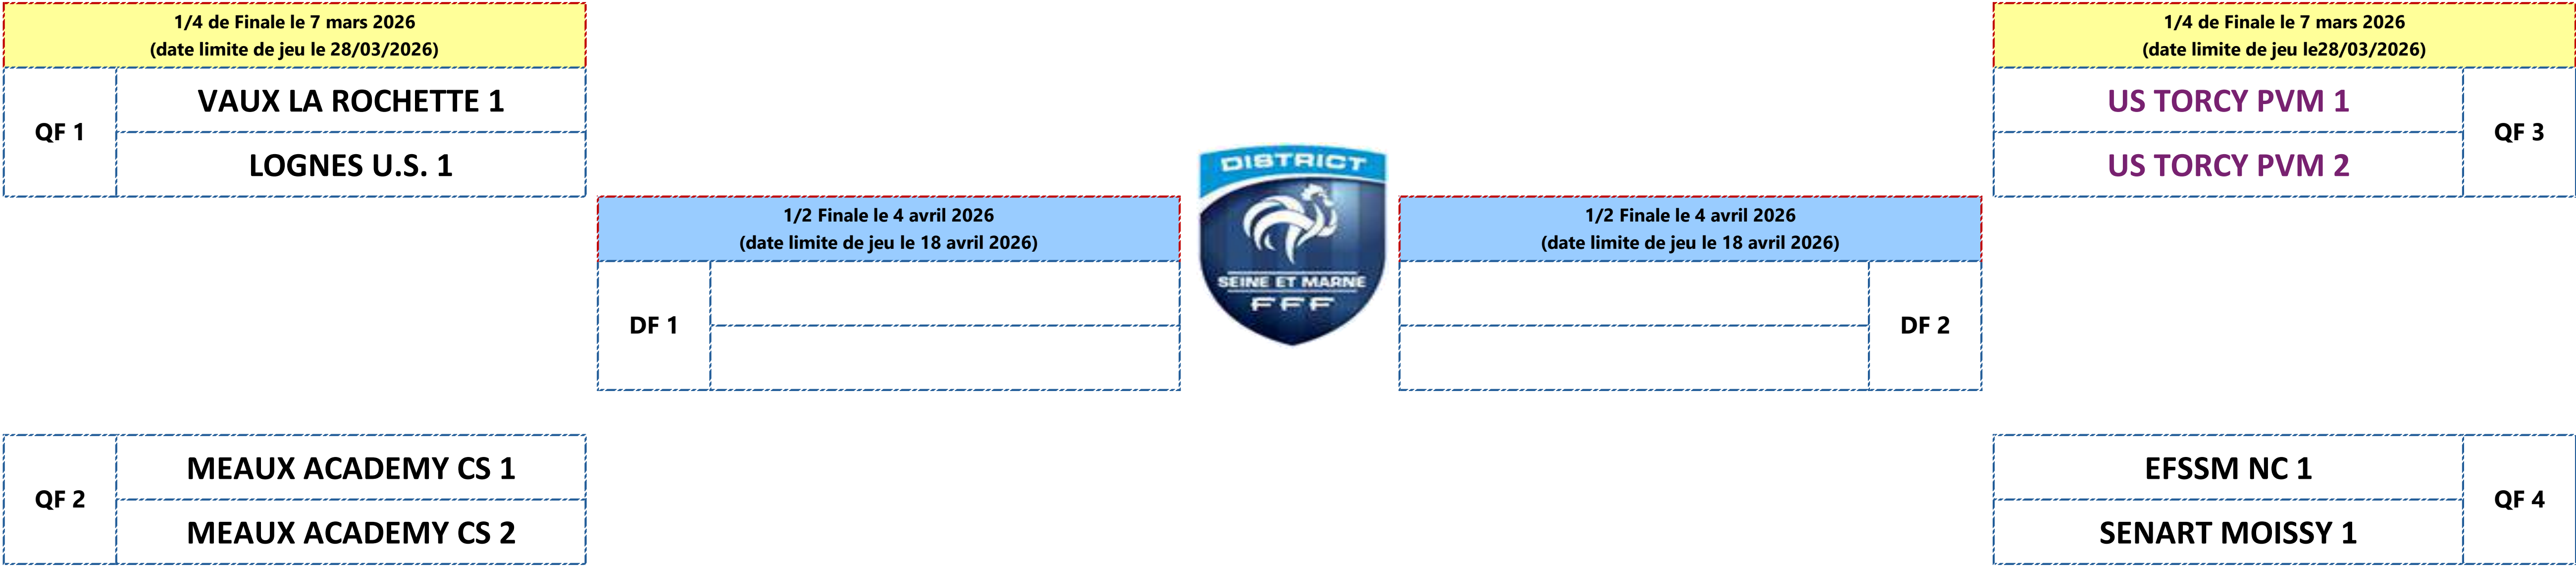 1/4 de Finale le 7 mars 2026
(date limite de jeu le 28/03/2026)
QF 1
VAUX LA ROCHETTE 1
LOGNES U.S. 1
1/4 de Finale le 7 mars 2026
(date limite de jeu le28/03/2026)
US TORCY PVM 1
US TORCY PVM 2
QF 3
1/2 Finale le 4 avril 2026
(date limite de jeu le 18 avril 2026)
DF 1
DISTRICT
SEINE ET MARNE
FFF
1/2 Finale le 4 avril 2026
(date limite de jeu le 18 avril 2026)
DF 2
QF 2
MEAUX ACADEMY CS 1
MEAUX ACADEMY CS 2
EFSSM NC 1
SENART MOISSY 1
QF 4